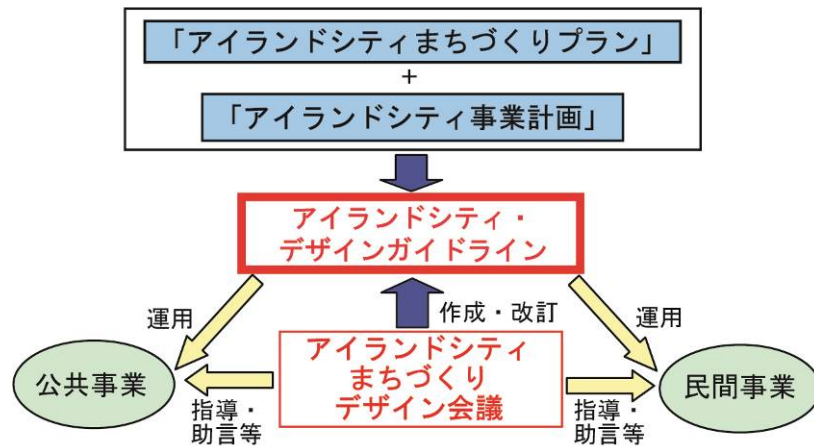 「アイランドシティまちづくりプラン」
+
「アイランドシティ事業計画」
アイランドシティ・
デザインガイドライン
運用
作成・改訂
運用
公共事業
アイランドシティ
まちづくり
デザイン会議
民間事業
指導・
助言等
指導・
助言等